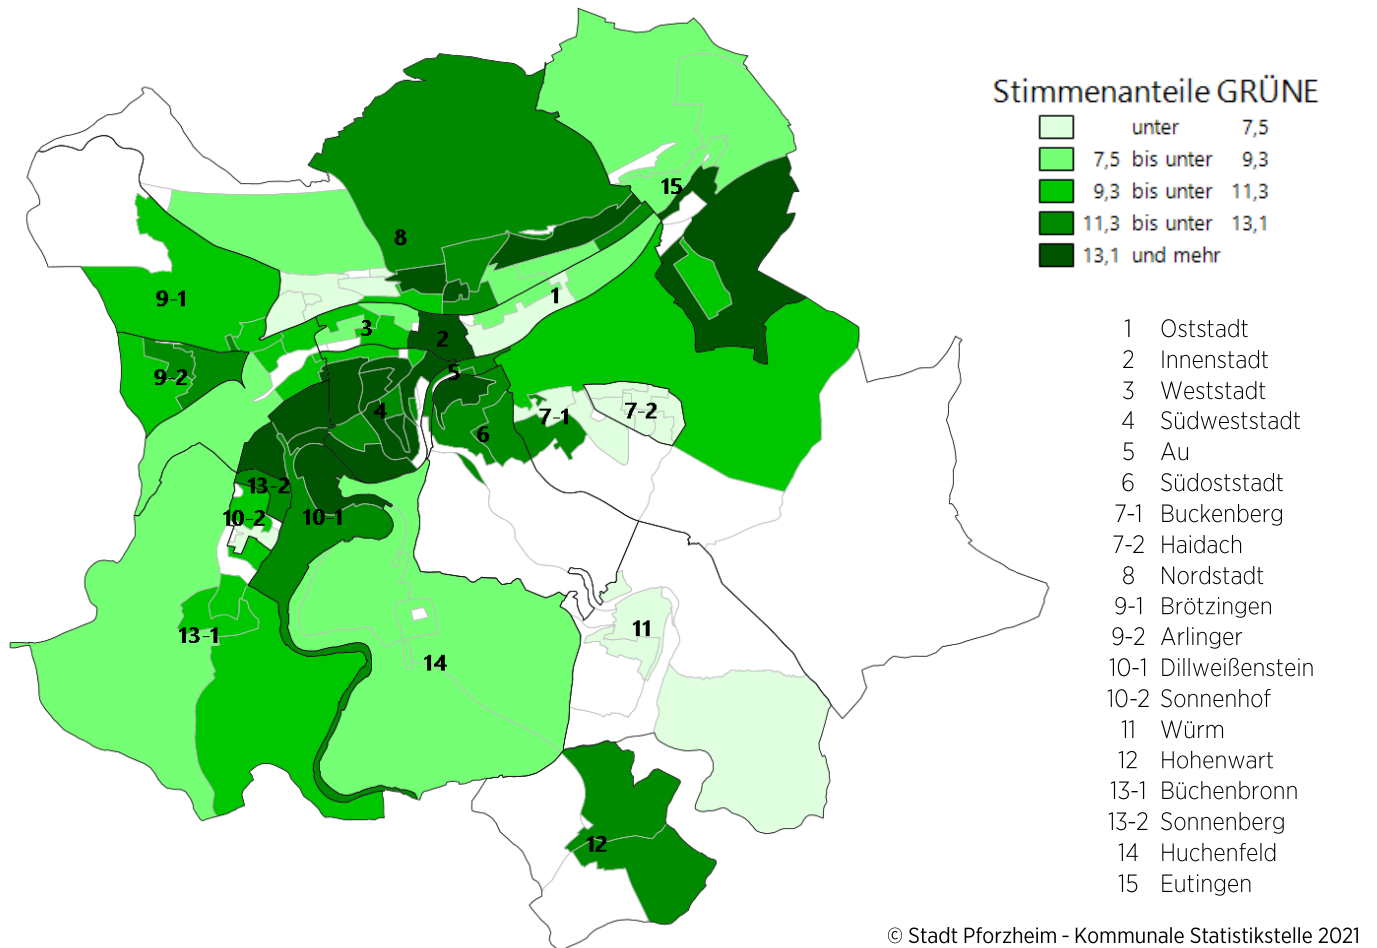 Stimmenanteile GRÜNE
unter 7,5
7,5 bis unter 9,3
9,3 bis unter 11,3
11,3 bis unter 13,1
13,1 und mehr
1 Oststadt
2 Innenstadt
3 Weststadt
4 Südweststadt
5 Au
6 Südoststadt
7-1 Buckenberg
7-2 Haidach
8 Nordstadt
9-1 Brötzingen
9-2 Arlinger
10-1 Dillweißenstein
10-2 Sonnenhof
11 Würm
12 Hohenwart
13-1 Büchenbronn
13-2 Sonnenberg
14 Huchenfeld
15 Eutingen
15
8
1
9-1
3
2
9-2
5
4
7-1
7-2
6
13-2
10-2
10-1
11
13-1
14
12
© Stadt Pforzheim - Kommunale Statistikstelle 2021